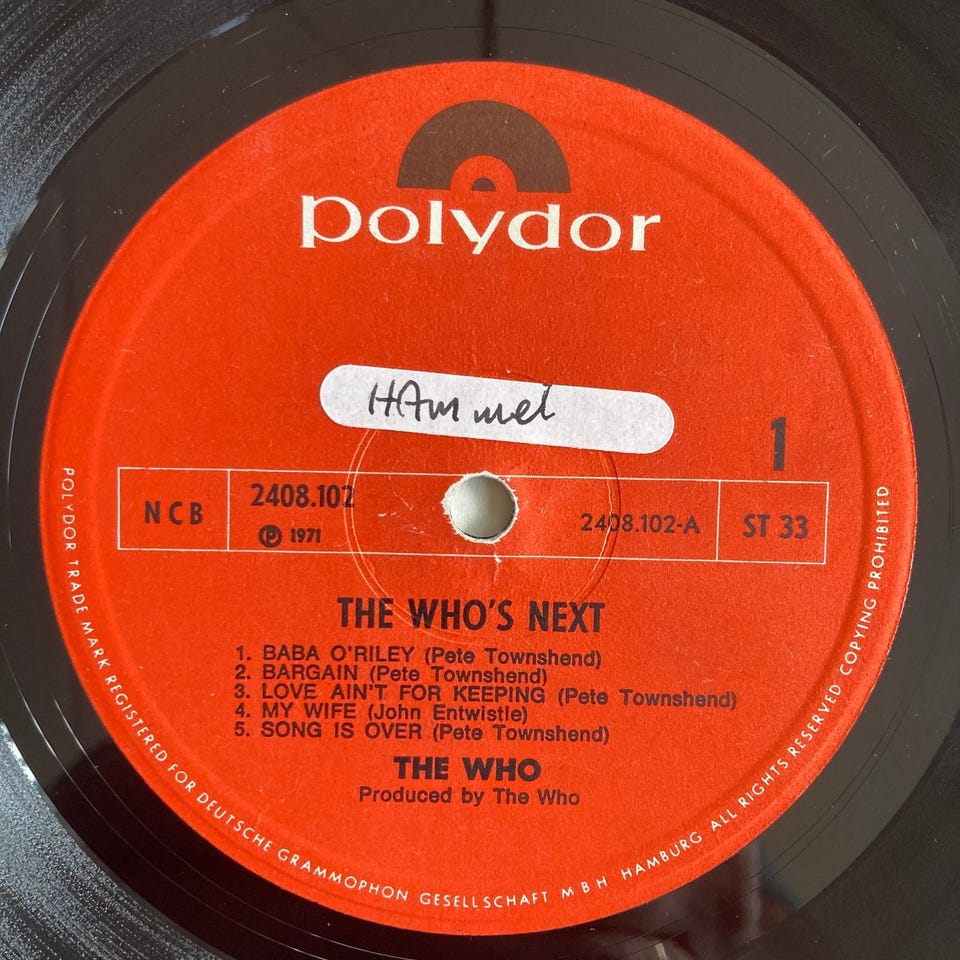 polydor
HAmmel
1
NCB
2408.102
℗ 1971
2408.102-A
ST 33
THE WHO'S NEXT
1. BABA O'RILEY (Pete Townshend)
2. BARGAIN (Pete Townshend)
3. LOVE AIN'T FOR KEEPING (Pete Townshend)
4. MY WIFE (John Entwistle)
5. SONG IS OVER (Pete Townshend)
THE WHO
Produced by The Who
POLYDOR TRADE MARK REGISTERED FOR DEUTSCHE GRAMMOPHON GESELLSCHAFT MBH HAMBURG ALL RIGHTS RESERVED COPYING PROHIBITED